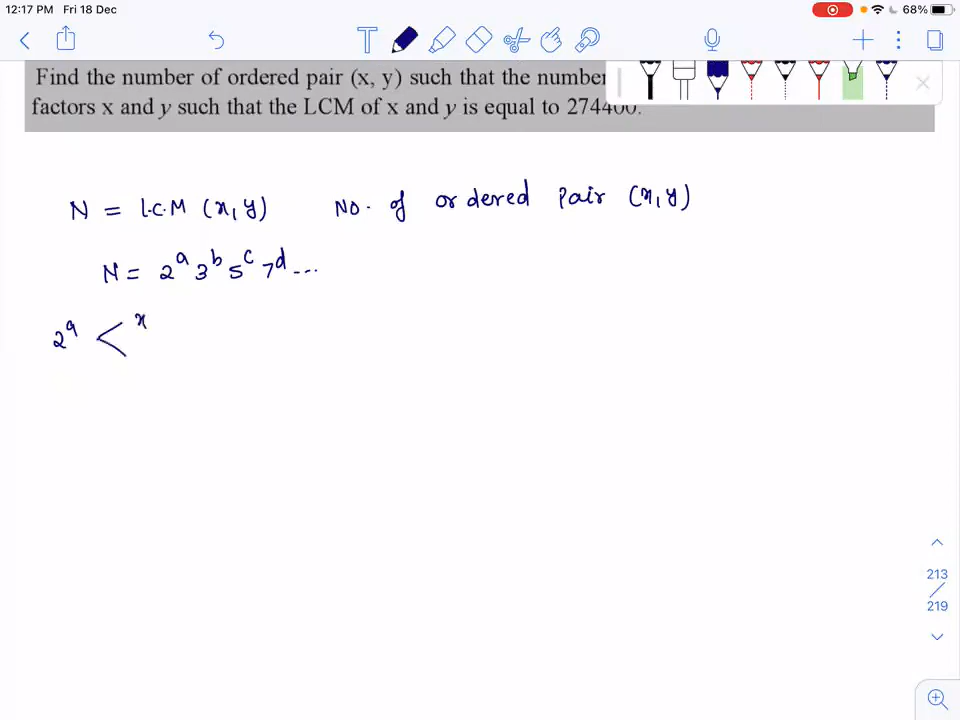 12:17 PM Fri 18 Dec 68%
Find the number of ordered pair (x, y) such that the number
factors x and y such that the LCM of x and y is equal to 274400.
N = L.C.M (x, y) No. of ordered Pair (x, y)
N = 2^a 3^b 5^c 7^d ...
2^a < x
213
219